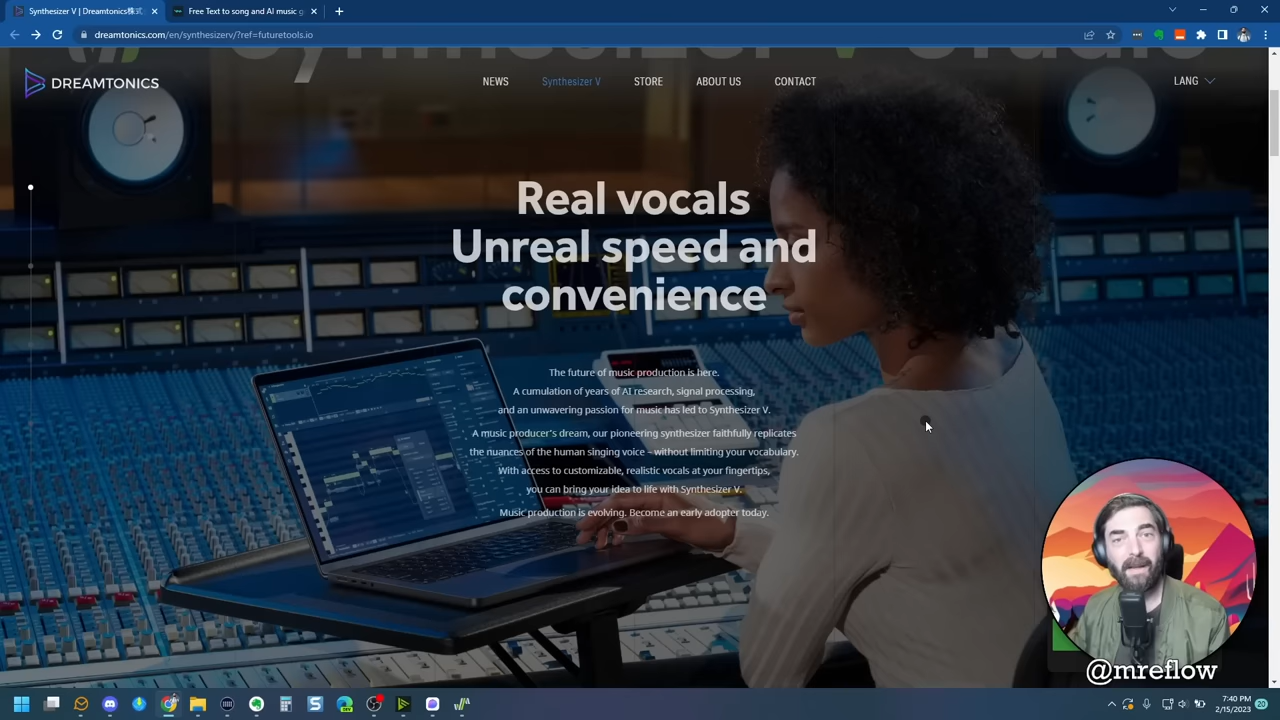 Synthesizer V | Dreamtonics株式
Free Text to song and AI music g
dreamtonics.com/en/synthesizerv/?ref=futuretools.io
DREAMTONICS
NEWS
Synthesizer V
STORE
ABOUT US
CONTACT
LANG
Real vocals
Unreal speed and
convenience
The future of music production is here.
A cumulation of years of AI research, signal processing,
and an unwavering passion for music has led to Synthesizer V.
A music producer's dream, our pioneering synthesizer faithfully replicates
the nuances of the human singing voice – without limiting your vocabulary.
With access to customizable, realistic vocals at your fingertips,
you can bring your idea to life with Synthesizer V.
Music production is evolving. Become an early adopter today.
@mreflow
7:40 PM
2/15/2023
20